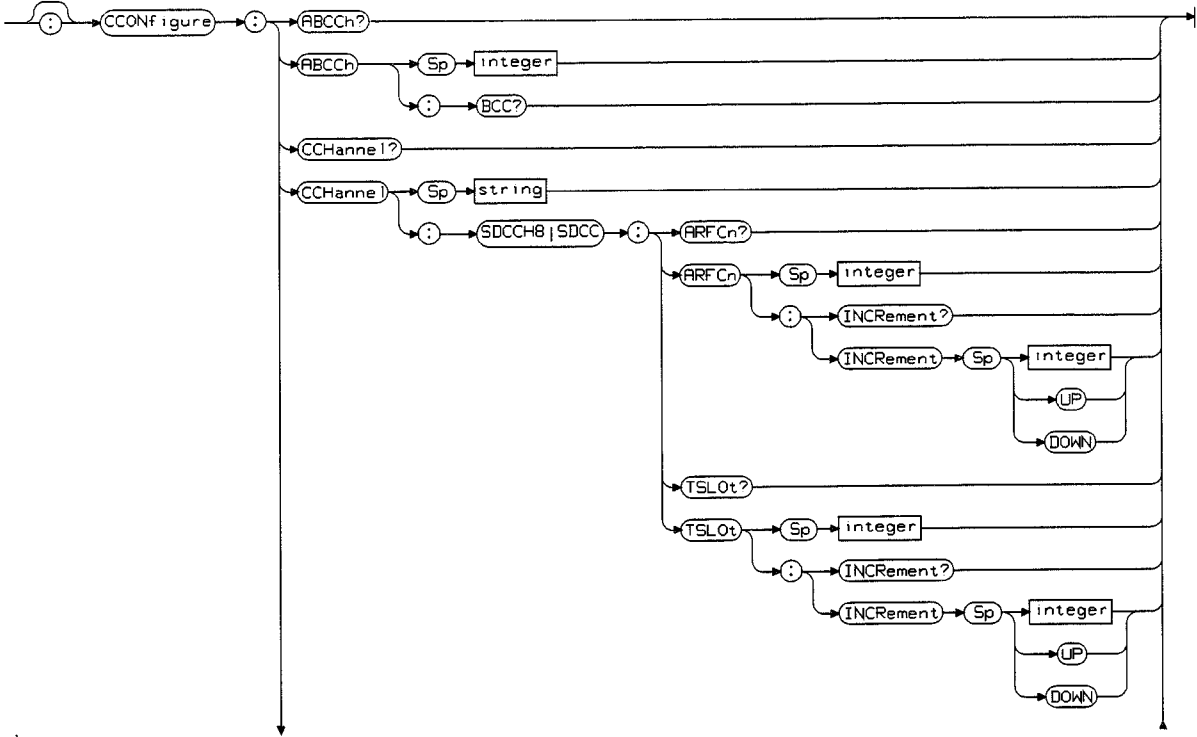 : CCONfigure : ABCCh?
ABCCh Sp integer
: BCC?
CCHannel?
CCHannel Sp string
: SDCCH8|SDCC : ARFCn?
ARFCn Sp integer
: INCRement?
INCRement Sp integer
UP
DOWN
TSLOt?
TSLOt Sp integer
: INCRement?
INCRement Sp integer
UP
DOWN